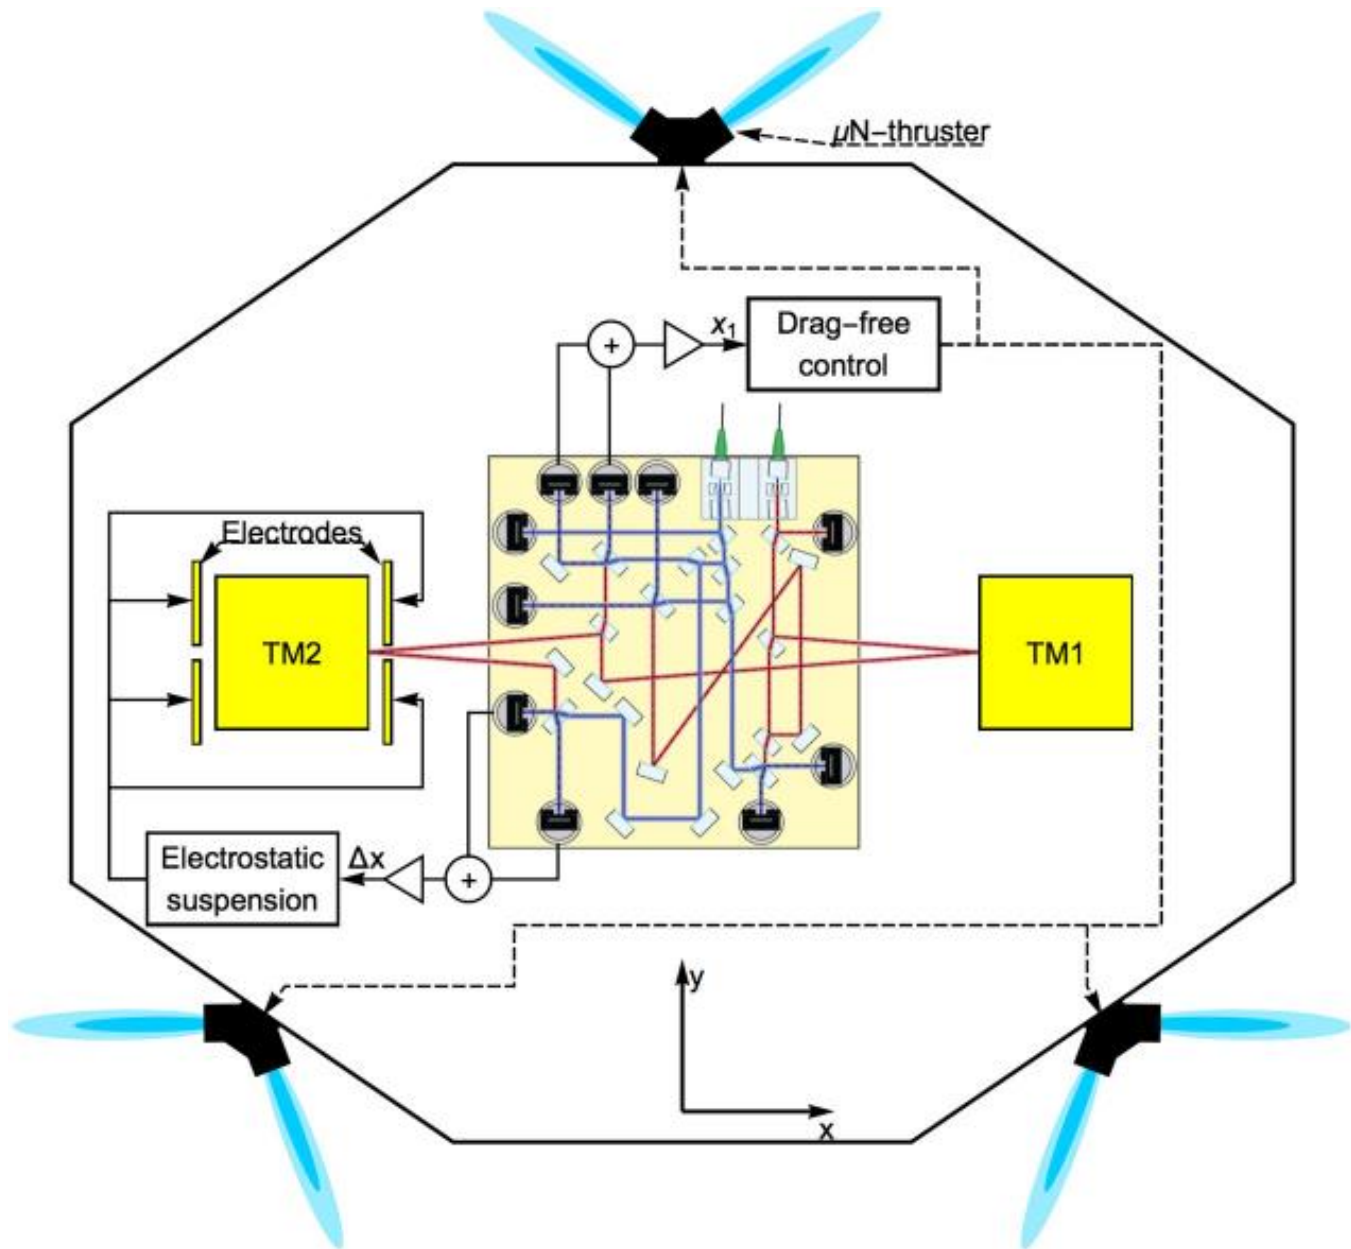 μN–thruster
x₁
Drag–free
control
+
Electrodes
TM2
TM1
Electrostatic
suspension
Δx
+
y
x